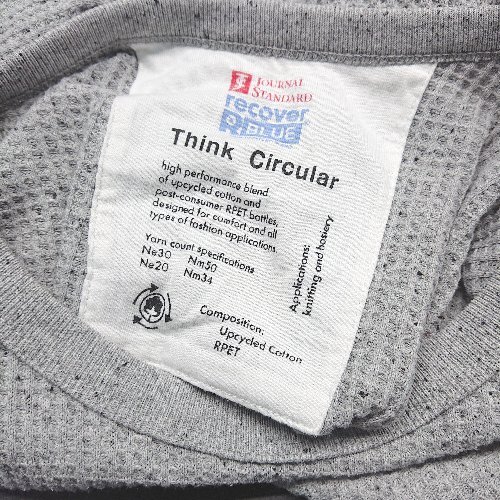 JOURNAL
STANDARD
recover
RBLUE
Think Circular
high performance blend
of upcycled cotton and
post-consumer RPET bottles,
designed for comfort and all
types of fashion applications.
Yarn count specifications
Ne30 Nm50
Ne20 Nm34
Applications:
knitting and hosiery
Composition:
Upcycled Cotton
RPET